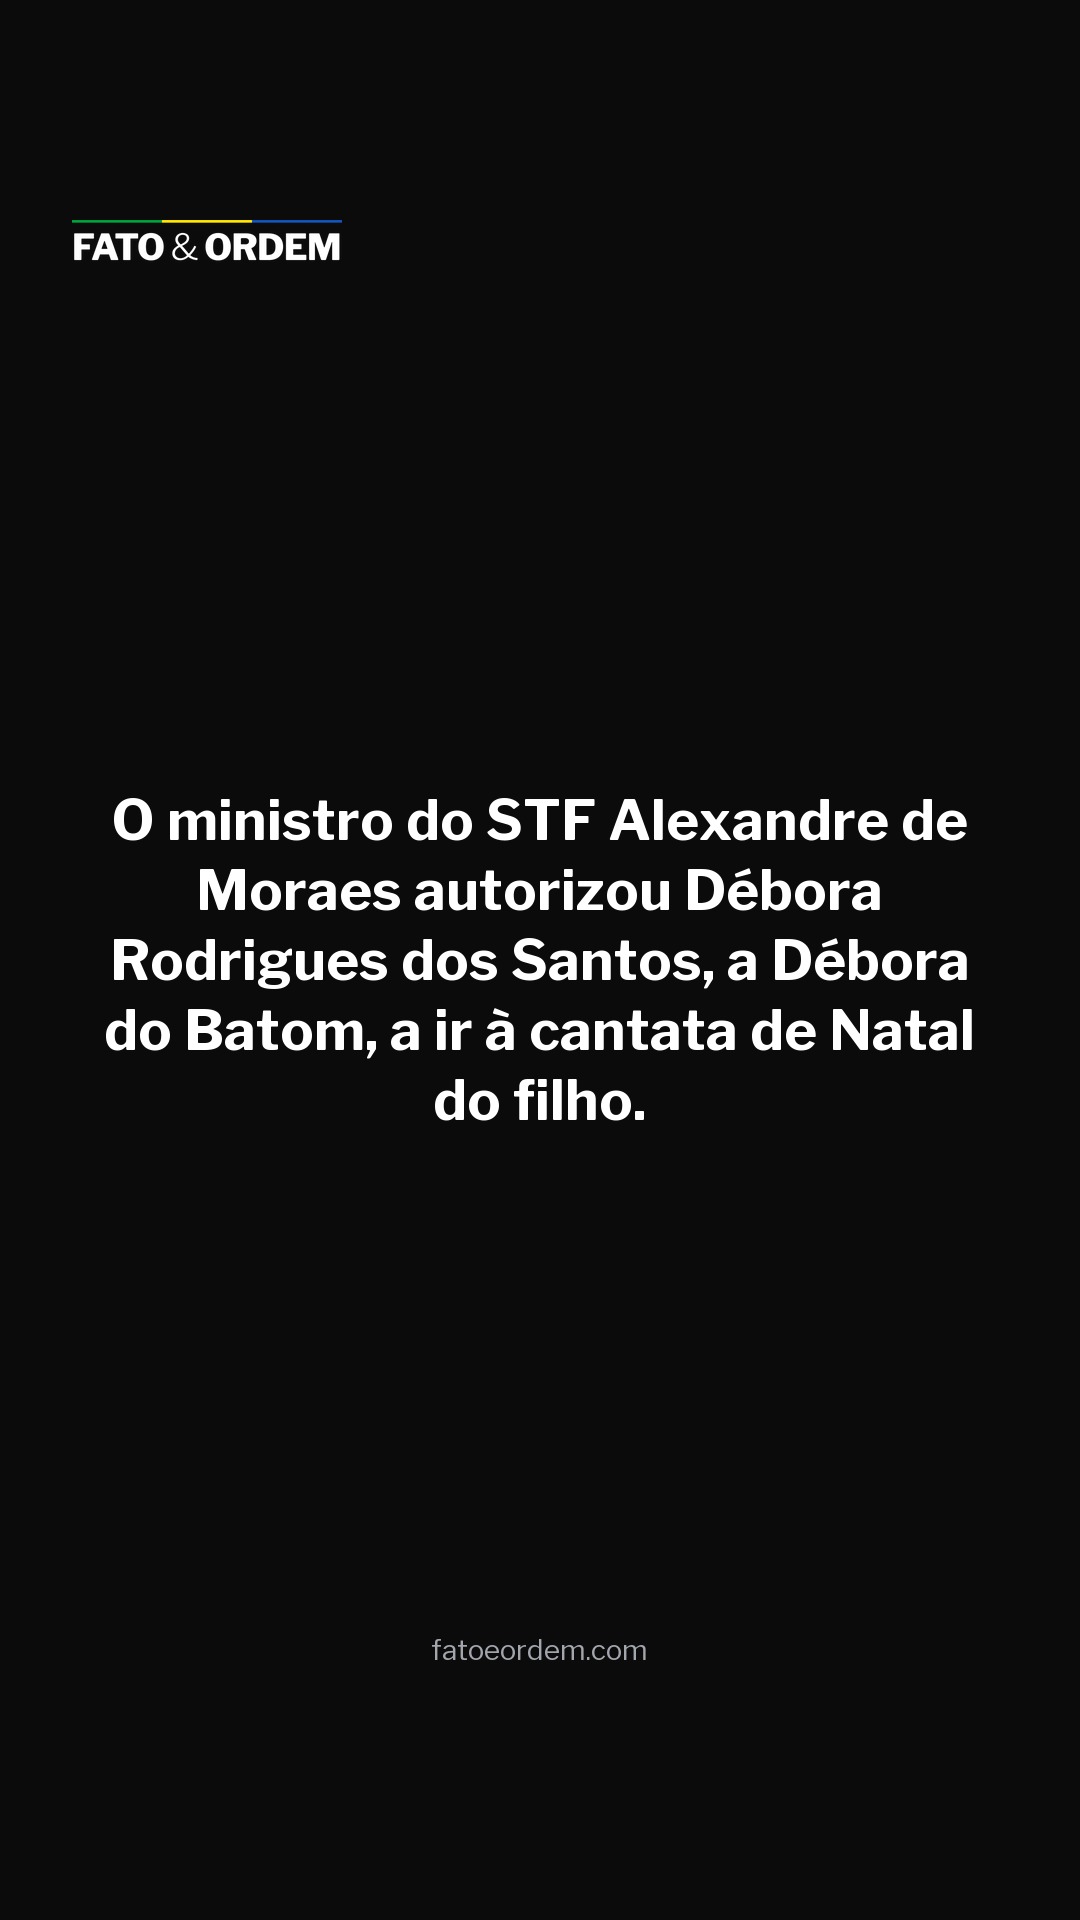 FATO & ORDEM
O ministro do STF Alexandre de
Moraes autorizou Débora
Rodrigues dos Santos, a Débora
do Batom, a ir à cantata de Natal
do filho.
fatoeordem.com